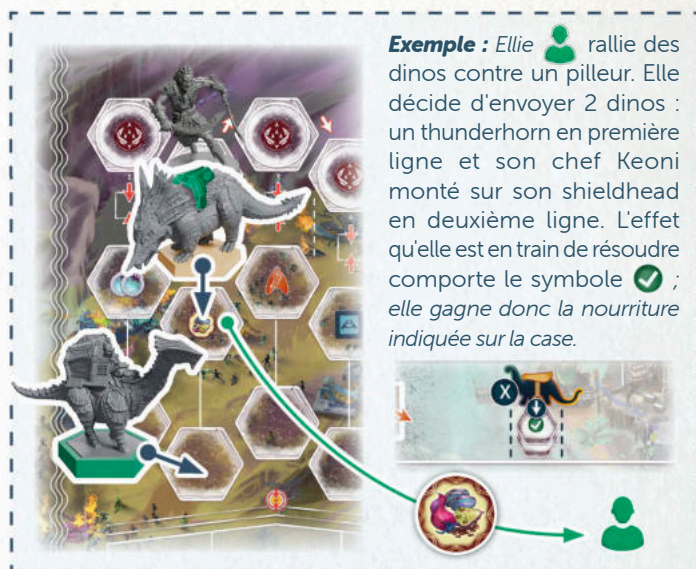 Exemple : Ellie rallie des
dinos contre un pilleur. Elle
décide d'envoyer 2 dinos :
un thunderhorn en première
ligne et son chef Keoni
monté sur son shieldhead
en deuxième ligne. L'effet
qu'elle est en train de résoudre
comporte le symbole ;
elle gagne donc la nourriture
indiquée sur la case.
X